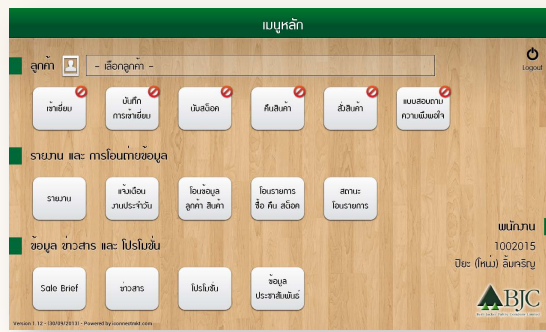 เมนูหลัก
ลูกค้า - เลือกลูกค้า -
Logout
เข้าเยี่ยม
บันทึก
การเข้าเยี่ยม
นับสต็อค
คืนสินค้า
สั่งสินค้า
แบบสอบถาม
ความพึงพอใจ
รายงาน และ การโอนถ่ายข้อมูล
รายงาน
แจ้งเตือน
งานประจำวัน
โอนข้อมูล
ลูกค้า สินค้า
โอนรายการ
ซื้อ คืน สต็อค
สถานะ
โอนรายการ
พนักงาน
1002015
ปิยะ (ใหม่) ลิ้มเจริญ
ข้อมูล ข่าวสาร และ โปรโมชั่น
Sale Brief
ข่าวสาร
โปรโมชั่น
ข้อมูล
ประชาสัมพันธ์
BJC
Version 1.12 - (30/09/2013) - Powered by iconnectmkt.com